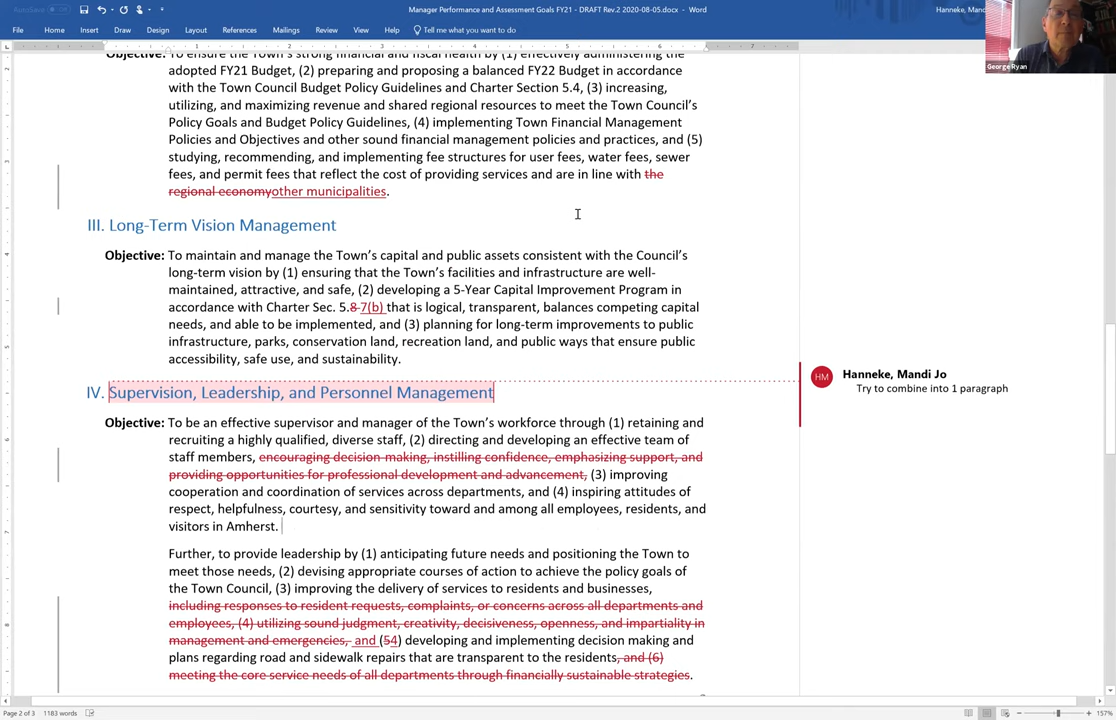 AutoSave
Manager Performance and Assessment Goals FY21 - DRAFT Rev.2 2020-08-05.docx - Word
Hanneke, Mandi
File Home Insert Draw Design Layout References Mailings Review View Help Tell me what you want to do
George Ryan
Objective: To ensure the Town's strong financial and fiscal health by (1) effectively administering the
adopted FY21 Budget, (2) preparing and proposing a balanced FY22 Budget in accordance
with the Town Council Budget Policy Guidelines and Charter Section 5.4, (3) increasing,
utilizing, and maximizing revenue and shared regional resources to meet the Town Council's
Policy Goals and Budget Policy Guidelines, (4) implementing Town Financial Management
Policies and Objectives and other sound financial management policies and practices, and (5)
studying, recommending, and implementing fee structures for user fees, water fees, sewer
fees, and permit fees that reflect the cost of providing services and are in line with the
regional economyother municipalities.
III. Long-Term Vision Management
Objective: To maintain and manage the Town's capital and public assets consistent with the Council's
long-term vision by (1) ensuring that the Town's facilities and infrastructure are well-
maintained, attractive, and safe, (2) developing a 5-Year Capital Improvement Program in
accordance with Charter Sec. 5.8 7(b) that is logical, transparent, balances competing capital
needs, and able to be implemented, and (3) planning for long-term improvements to public
infrastructure, parks, conservation land, recreation land, and public ways that ensure public
accessibility, safe use, and sustainability.
IV. Supervision, Leadership, and Personnel Management
HM Hanneke, Mandi Jo
Try to combine into 1 paragraph
Objective: To be an effective supervisor and manager of the Town's workforce through (1) retaining and
recruiting a highly qualified, diverse staff, (2) directing and developing an effective team of
staff members, encouraging decision-making, instilling confidence, emphasizing support, and
providing opportunities for professional development and advancement, (3) improving
cooperation and coordination of services across departments, and (4) inspiring attitudes of
respect, helpfulness, courtesy, and sensitivity toward and among all employees, residents, and
visitors in Amherst.
Further, to provide leadership by (1) anticipating future needs and positioning the Town to
meet those needs, (2) devising appropriate courses of action to achieve the policy goals of
the Town Council, (3) improving the delivery of services to residents and businesses,
including responses to resident requests, complaints, or concerns across all departments and
employees, (4) utilizing sound judgment, creativity, decisiveness, openness, and impartiality in
management and emergencies, and (54) developing and implementing decision making and
plans regarding road and sidewalk repairs that are transparent to the residents, and (6)
meeting the core service needs of all departments through financially sustainable strategies.
Page 2 of 3 1183 words
157%